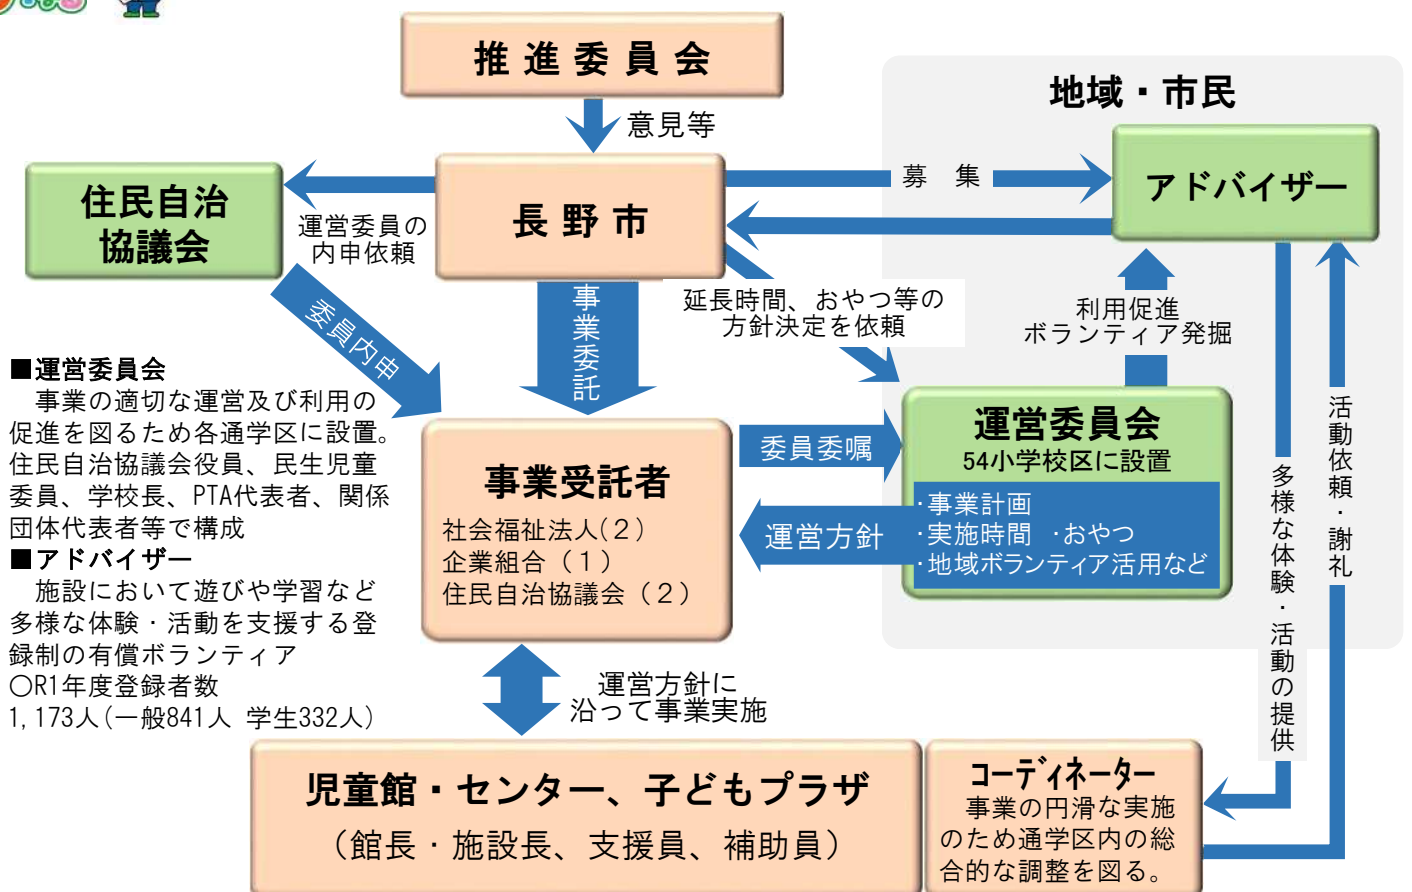 推進委員会
意見等
地域・市民
住民自治
協議会
運営委員の
内申依頼
長野市
募　集
アドバイザー
委員内申
事業委託
延長時間、おやつ等の
方針決定を依頼
利用促進
ボランティア発掘
■運営委員会
　事業の適切な運営及び利用の
促進を図るため各通学区に設置。
住民自治協議会役員、民生児童
委員、学校長、PTA代表者、関係
団体代表者等で構成
■アドバイザー
　施設において遊びや学習など
多様な体験・活動を支援する登
録制の有償ボランティア
○R1年度登録者数
1,173人(一般841人 学生332人)
事業受託者
社会福祉法人(２)
企業組合（１）
住民自治協議会（２）
委員委嘱
運営方針
運営委員会
54小学校区に設置
・事業計画
・実施時間　・おやつ
・地域ボランティア活用など
多様な体験・活動の提供
活動依頼・謝礼
運営方針に
沿って事業実施
児童館・センター、子どもプラザ
（館長・施設長、支援員、補助員）
ｺｰﾃﾞｨﾈｰﾀｰ
　事業の円滑な実施
のため通学区内の総
合的な調整を図る。